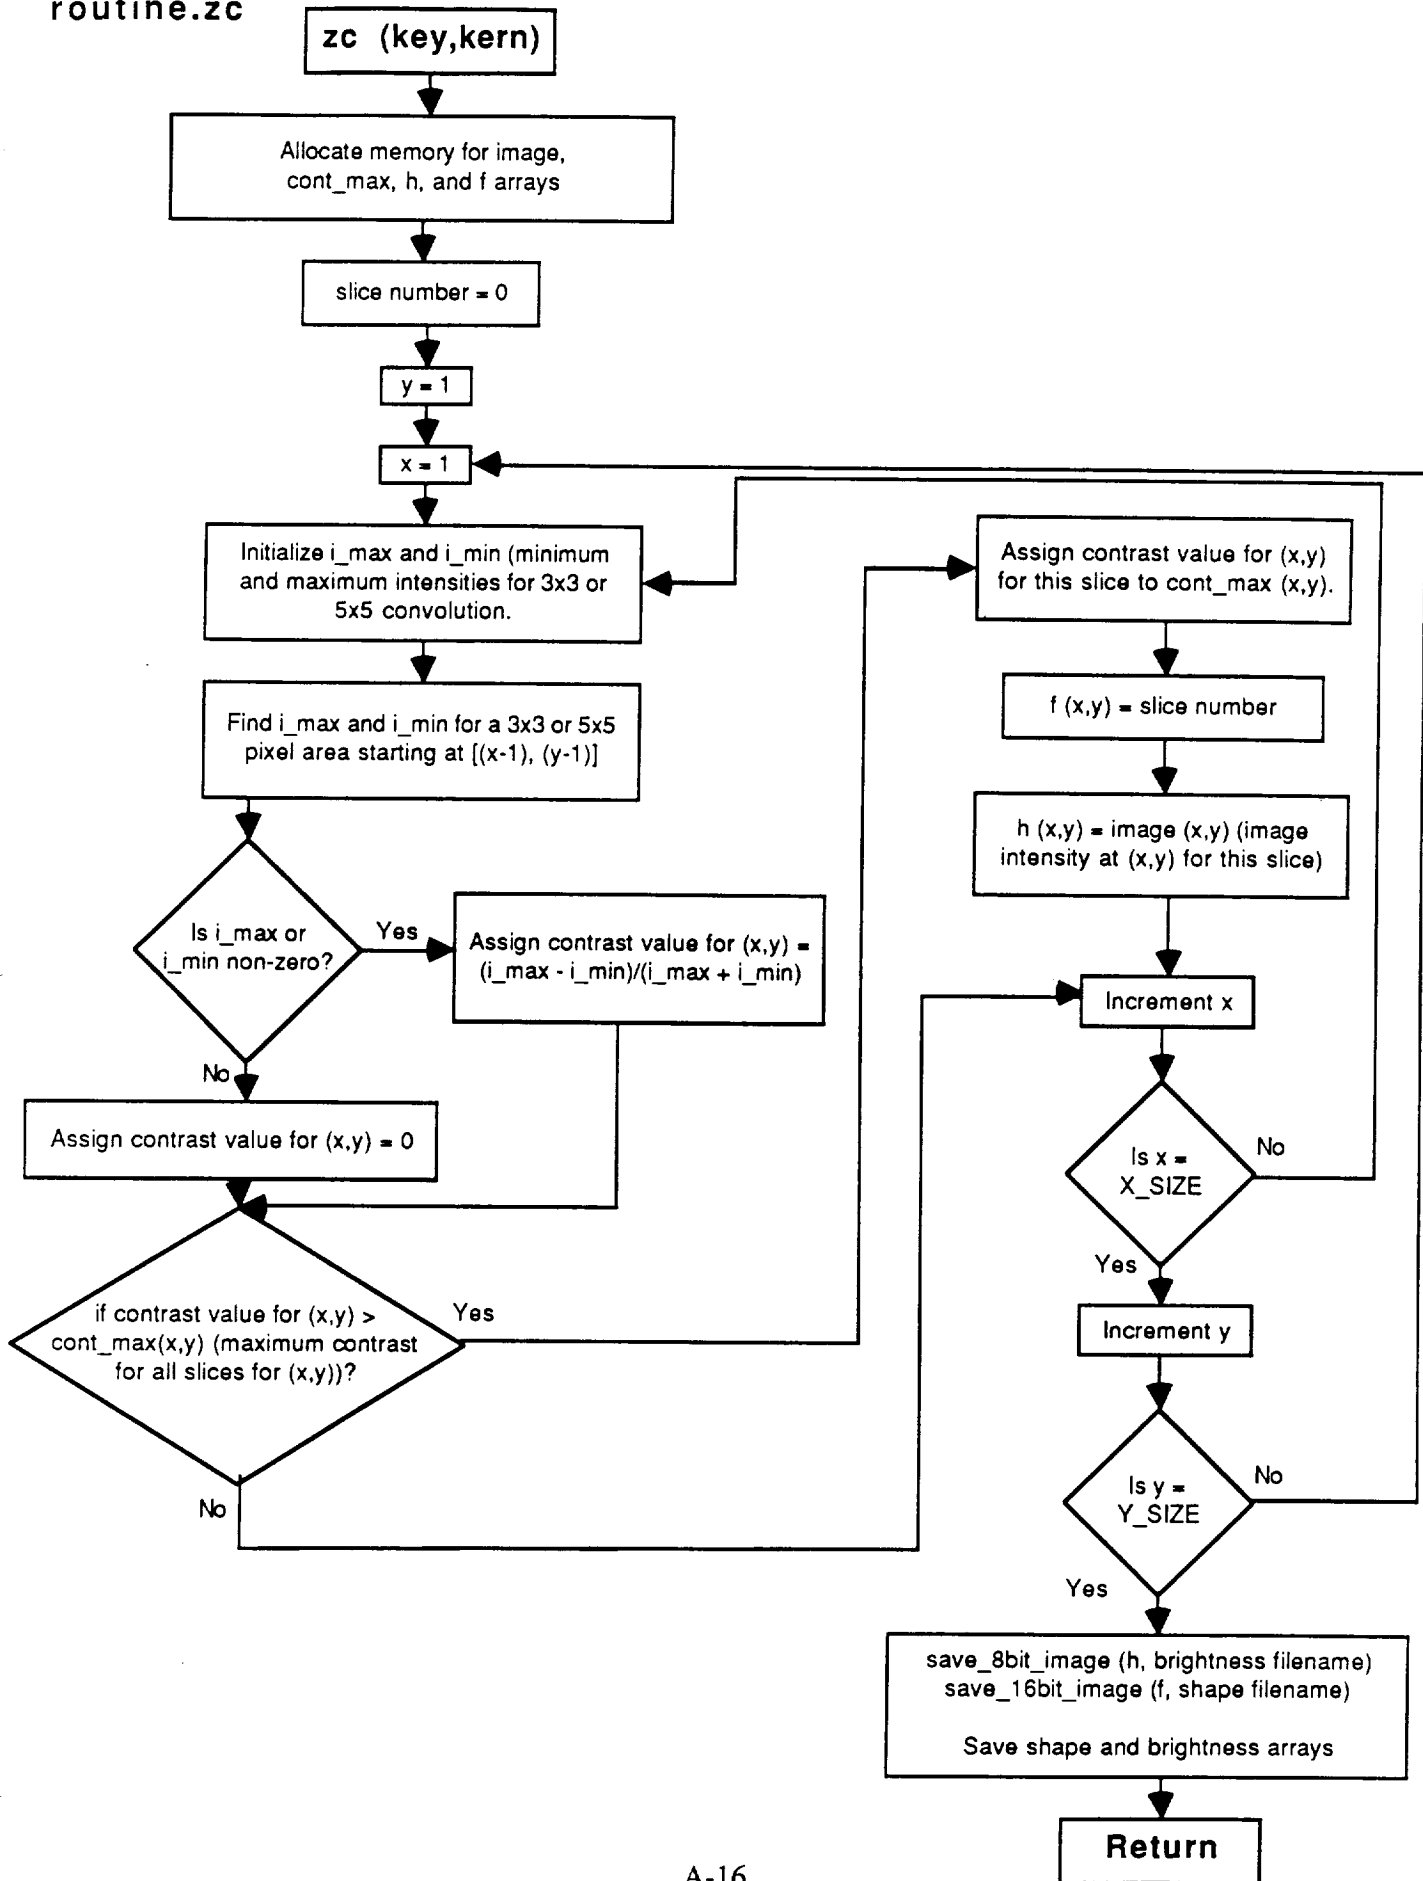 routine.zc
zc (key,kern)
Allocate memory for image,
cont_max, h, and f arrays
slice number = 0
y = 1
x = 1
Initialize i_max and i_min (minimum
and maximum intensities for 3x3 or
5x5 convolution.
Find i_max and i_min for a 3x3 or 5x5
pixel area starting at [(x-1), (y-1)]
Is i_max or
i_min non-zero?
Yes
Assign contrast value for (x,y) =
(i_max - i_min)/(i_max + i_min)
No
Assign contrast value for (x,y) = 0
if contrast value for (x,y) >
cont_max(x,y) (maximum contrast
for all slices for (x,y))?
Yes
No
Assign contrast value for (x,y)
for this slice to cont_max (x,y).
f (x,y) = slice number
h (x,y) = image (x,y) (image
intensity at (x,y) for this slice)
Increment x
Is x =
X_SIZE
No
Yes
Increment y
Is y =
Y_SIZE
No
Yes
save_8bit_image (h, brightness filename)
save_16bit_image (f, shape filename)
Save shape and brightness arrays
Return
A-16